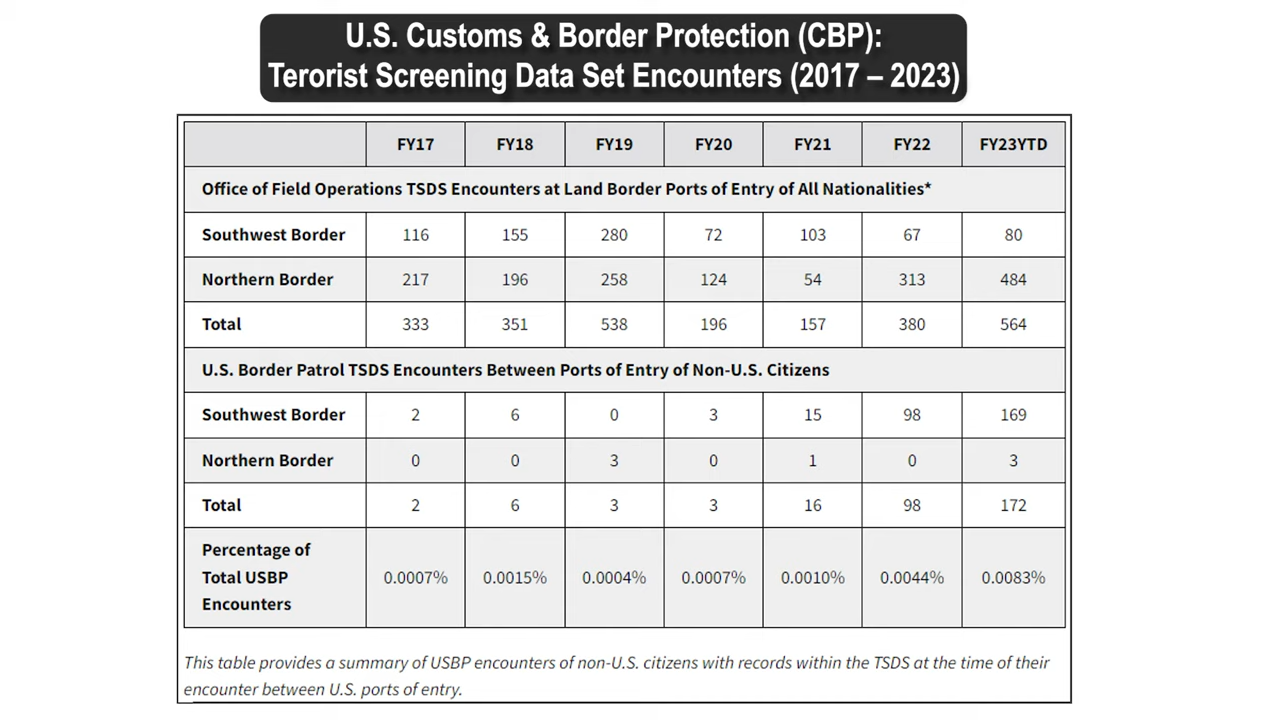 U.S. Customs & Border Protection (CBP):
Terorist Screening Data Set Encounters (2017 – 2023)
FY17 FY18 FY19 FY20 FY21 FY22 FY23YTD
Office of Field Operations TSDS Encounters at Land Border Ports of Entry of All Nationalities*
Southwest Border 116 155 280 72 103 67 80
Northern Border 217 196 258 124 54 313 484
Total 333 351 538 196 157 380 564
U.S. Border Patrol TSDS Encounters Between Ports of Entry of Non-U.S. Citizens
Southwest Border 2 6 0 3 15 98 169
Northern Border 0 0 3 0 1 0 3
Total 2 6 3 3 16 98 172
Percentage of
Total USBP 0.0007% 0.0015% 0.0004% 0.0007% 0.0010% 0.0044% 0.0083%
Encounters
This table provides a summary of USBP encounters of non-U.S. citizens with records within the TSDS at the time of their
encounter between U.S. ports of entry.